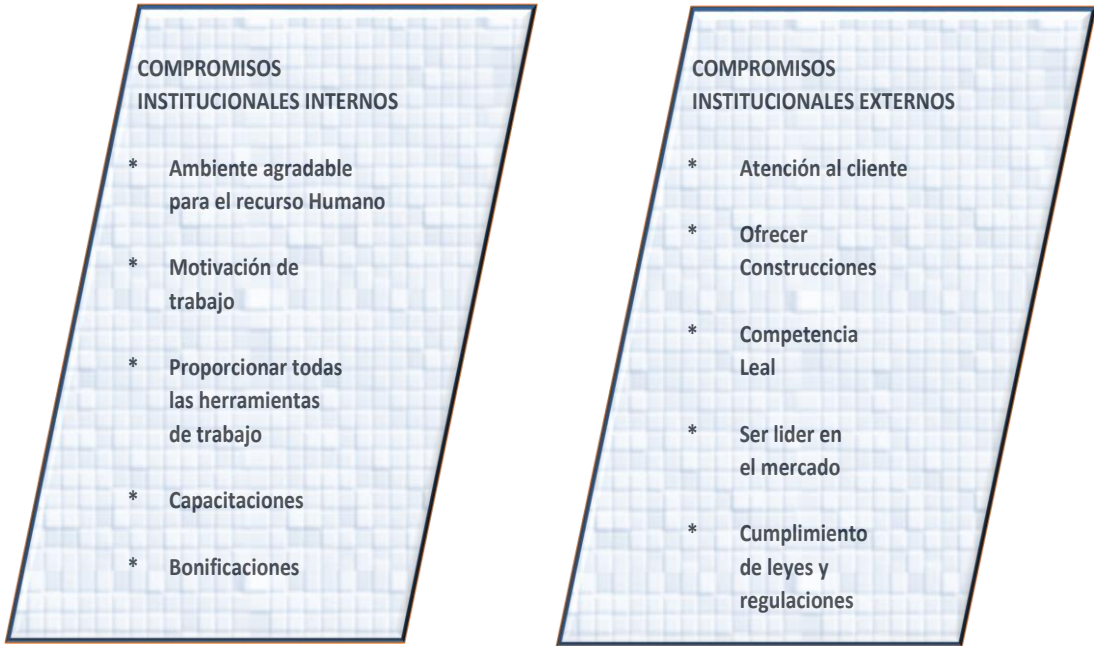 COMPROMISOS
INSTITUCIONALES INTERNOS
* Ambiente agradable
para el recurso Humano
* Motivación de
trabajo
* Proporcionar todas
las herramientas
de trabajo
* Capacitaciones
* Bonificaciones
COMPROMISOS
INSTITUCIONALES EXTERNOS
* Atención al cliente
* Ofrecer
Construcciones
* Competencia
Leal
* Ser lider en
el mercado
* Cumplimiento
de leyes y
regulaciones